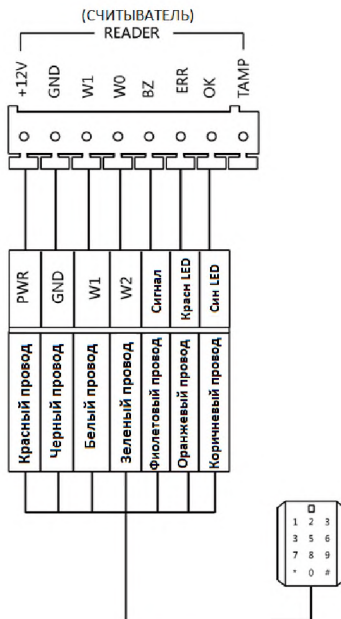 (СЧИТЫВАТЕЛЬ)
READER
+12V
GND
W1
W0
BZ
ERR
OK
TAMP
PWR
GND
W1
W2
Сигнал
Красн LED
Син LED
Красный провод
Черный провод
Белый провод
Зеленый провод
Фиолетовый провод
Оранжевый провод
Коричневый провод
1 2 3
3 5 6
7 8 9
* 0 #